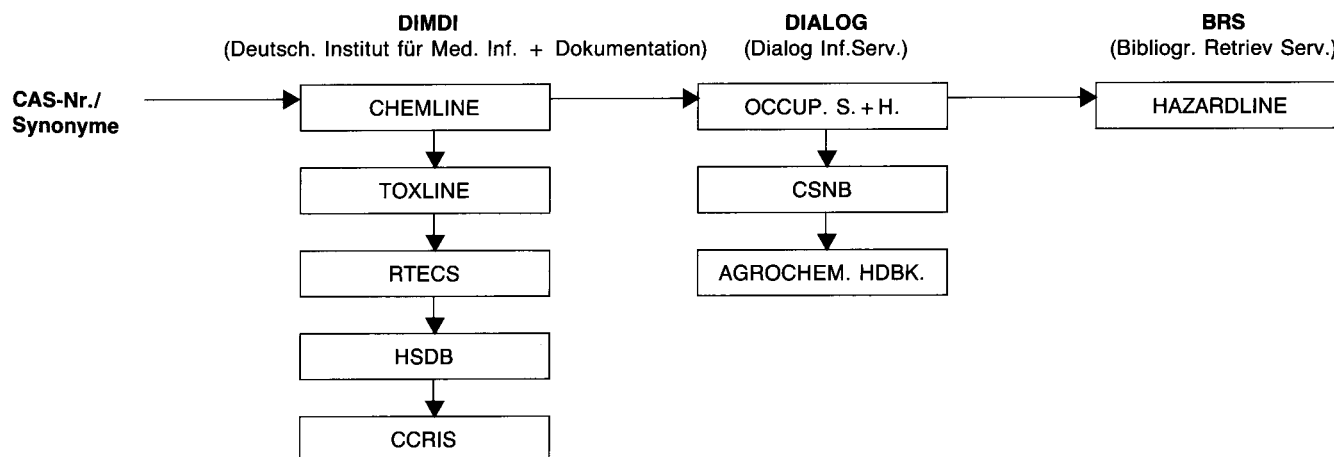 DIMDI
(Deutsch. Institut für Med. Inf. + Dokumentation)
DIALOG
(Dialog Inf.Serv.)
BRS
(Bibliogr. Retriev Serv.)
CAS-Nr./
Synonyme
CHEMLINE
OCCUP. S. + H.
HAZARDLINE
TOXLINE
CSNB
RTECS
AGROCHEM. HDBK.
HSDB
CCRIS